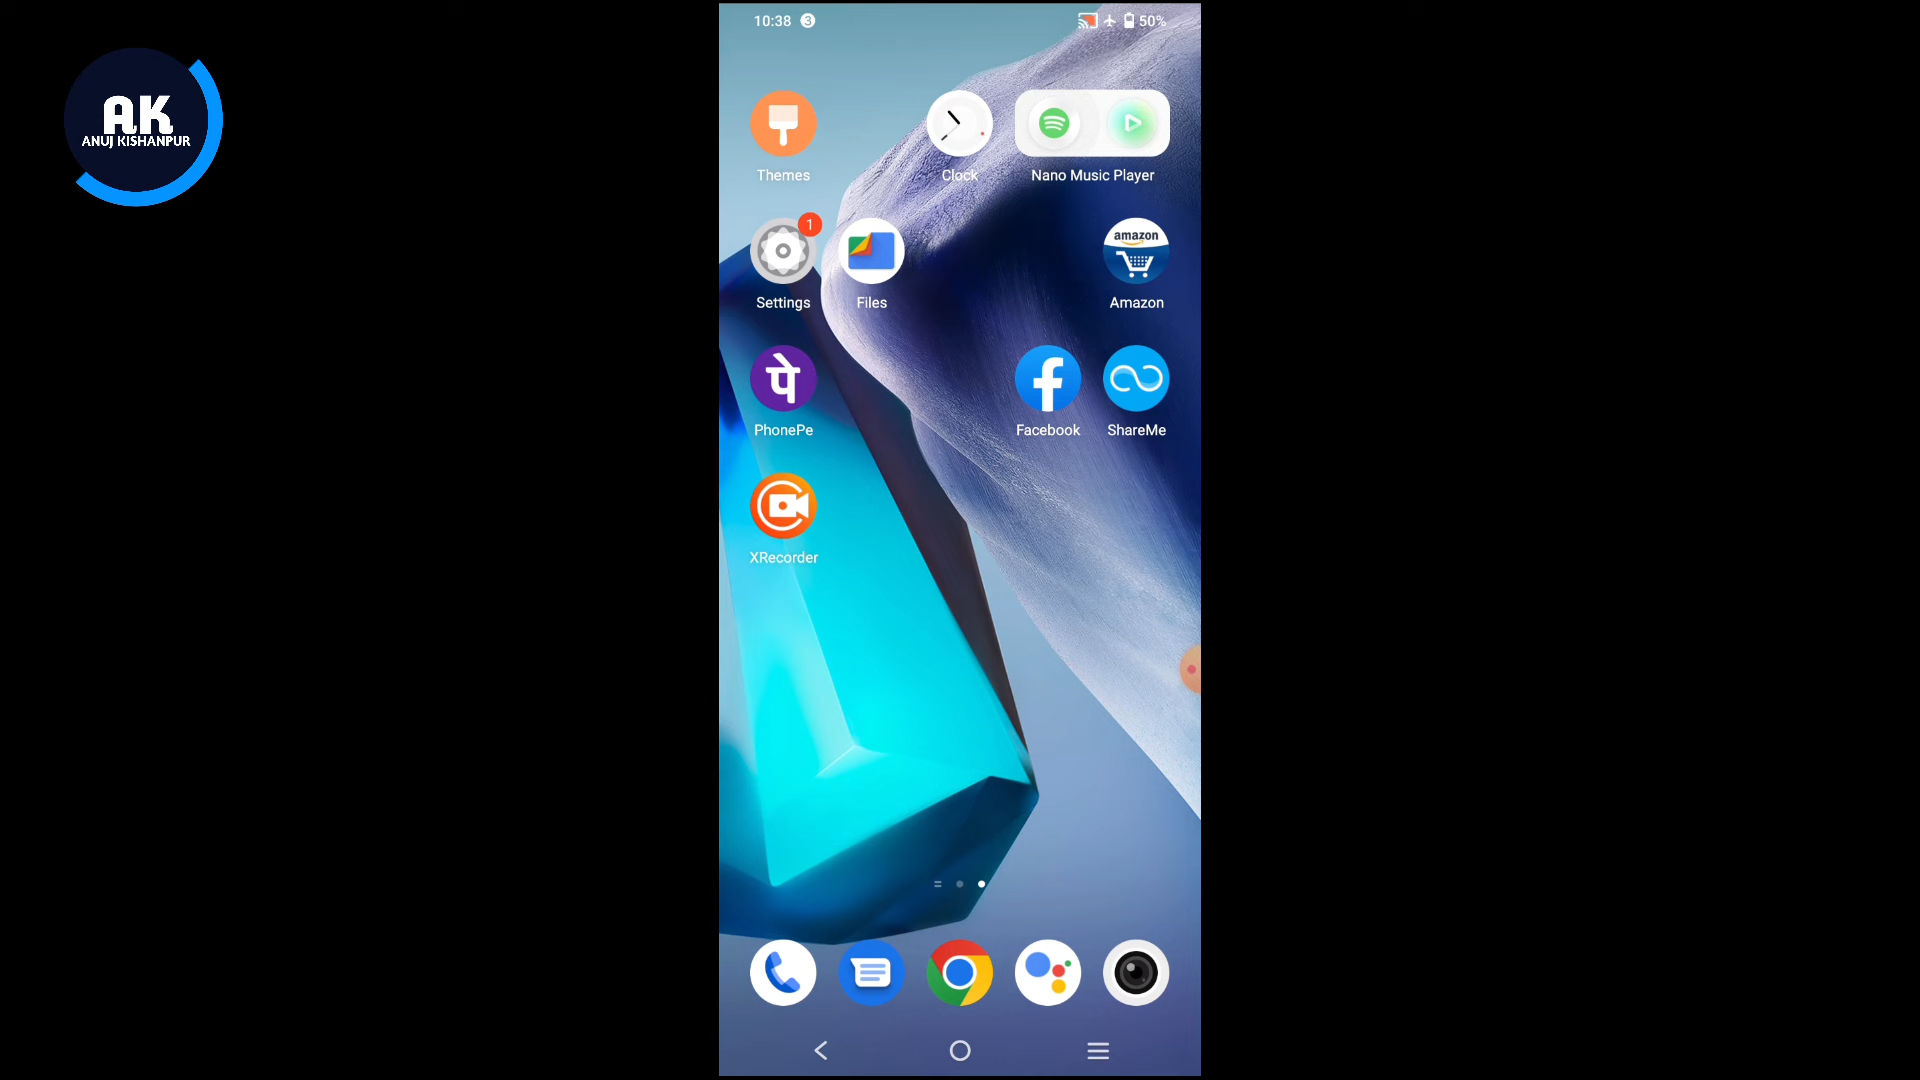 10:38 3 50%
AK
ANUJ KISHANPUR
Themes Clock Nano Music Player
1
amazon
Settings Files Amazon
पे
PhonePe Facebook ShareMe
XRecorder